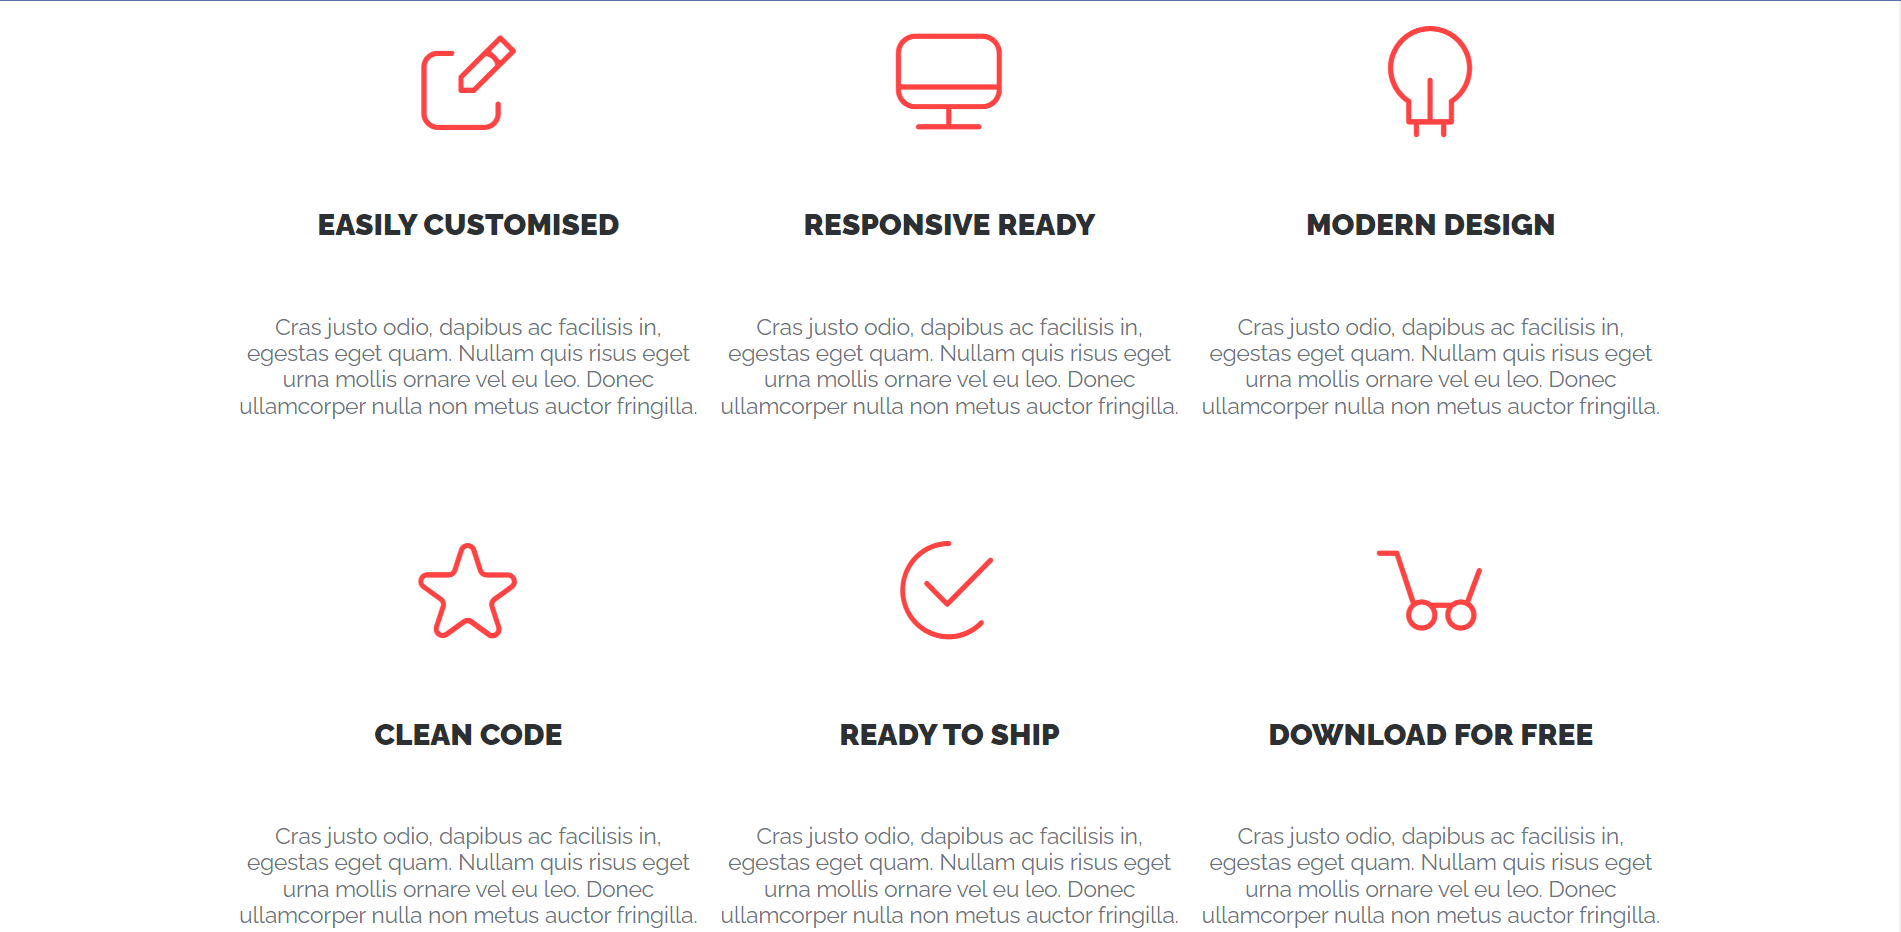 EASILY CUSTOMISED
Cras justo odio, dapibus ac facilisis in,
egestas eget quam. Nullam quis risus eget
urna mollis ornare vel eu leo. Donec
ullamcorper nulla non metus auctor fringilla.
RESPONSIVE READY
Cras justo odio, dapibus ac facilisis in,
egestas eget quam. Nullam quis risus eget
urna mollis ornare vel eu leo. Donec
ullamcorper nulla non metus auctor fringilla.
MODERN DESIGN
Cras justo odio, dapibus ac facilisis in,
egestas eget quam. Nullam quis risus eget
urna mollis ornare vel eu leo. Donec
ullamcorper nulla non metus auctor fringilla.
CLEAN CODE
Cras justo odio, dapibus ac facilisis in,
egestas eget quam. Nullam quis risus eget
urna mollis ornare vel eu leo. Donec
ullamcorper nulla non metus auctor fringilla.
READY TO SHIP
Cras justo odio, dapibus ac facilisis in,
egestas eget quam. Nullam quis risus eget
urna mollis ornare vel eu leo. Donec
ullamcorper nulla non metus auctor fringilla.
DOWNLOAD FOR FREE
Cras justo odio, dapibus ac facilisis in,
egestas eget quam. Nullam quis risus eget
urna mollis ornare vel eu leo. Donec
ullamcorper nulla non metus auctor fringilla.